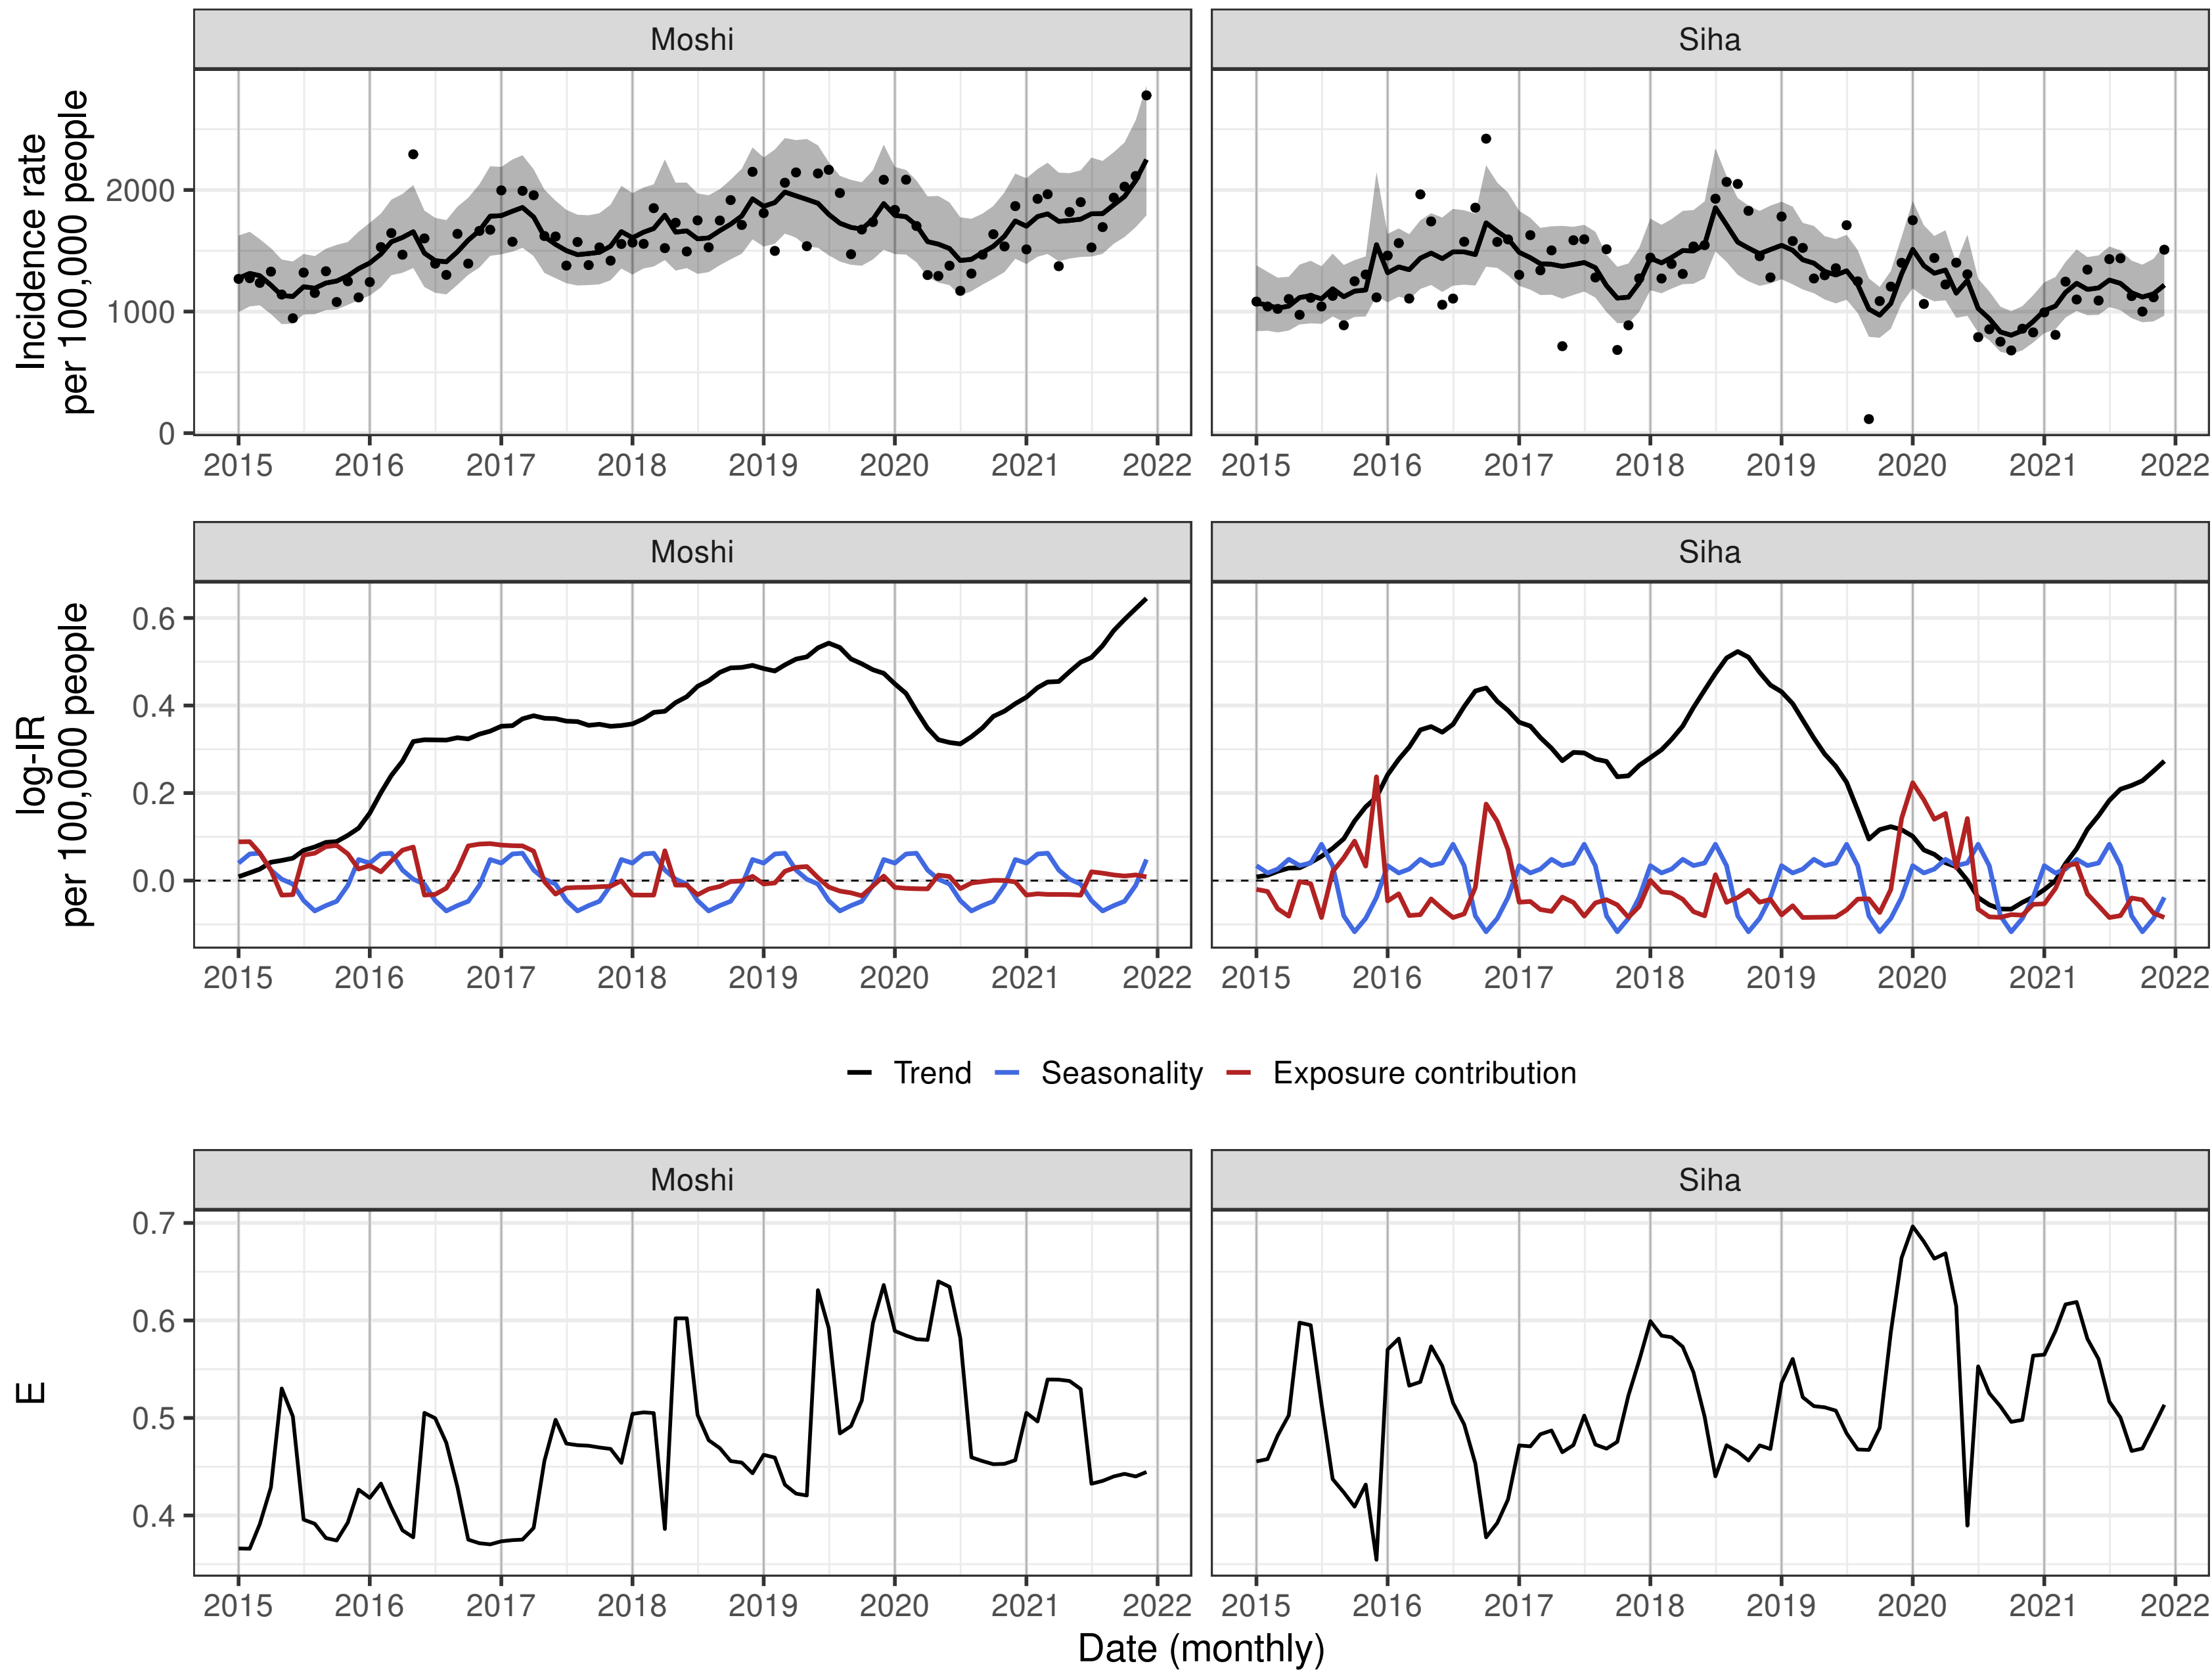 Moshi Siha
Incidence rate
per 100,000 people
2000
1000
0
2015 2016 2017 2018 2019 2020 2021 2022 2015 2016 2017 2018 2019 2020 2021 2022
Moshi Siha
log-IR
per 100,000 people
0.6
0.4
0.2
0.0
2015 2016 2017 2018 2019 2020 2021 2022 2015 2016 2017 2018 2019 2020 2021 2022
Trend Seasonality Exposure contribution
Moshi Siha
E
0.7
0.6
0.5
0.4
2015 2016 2017 2018 2019 2020 2021 2022 2015 2016 2017 2018 2019 2020 2021 2022
Date (monthly)